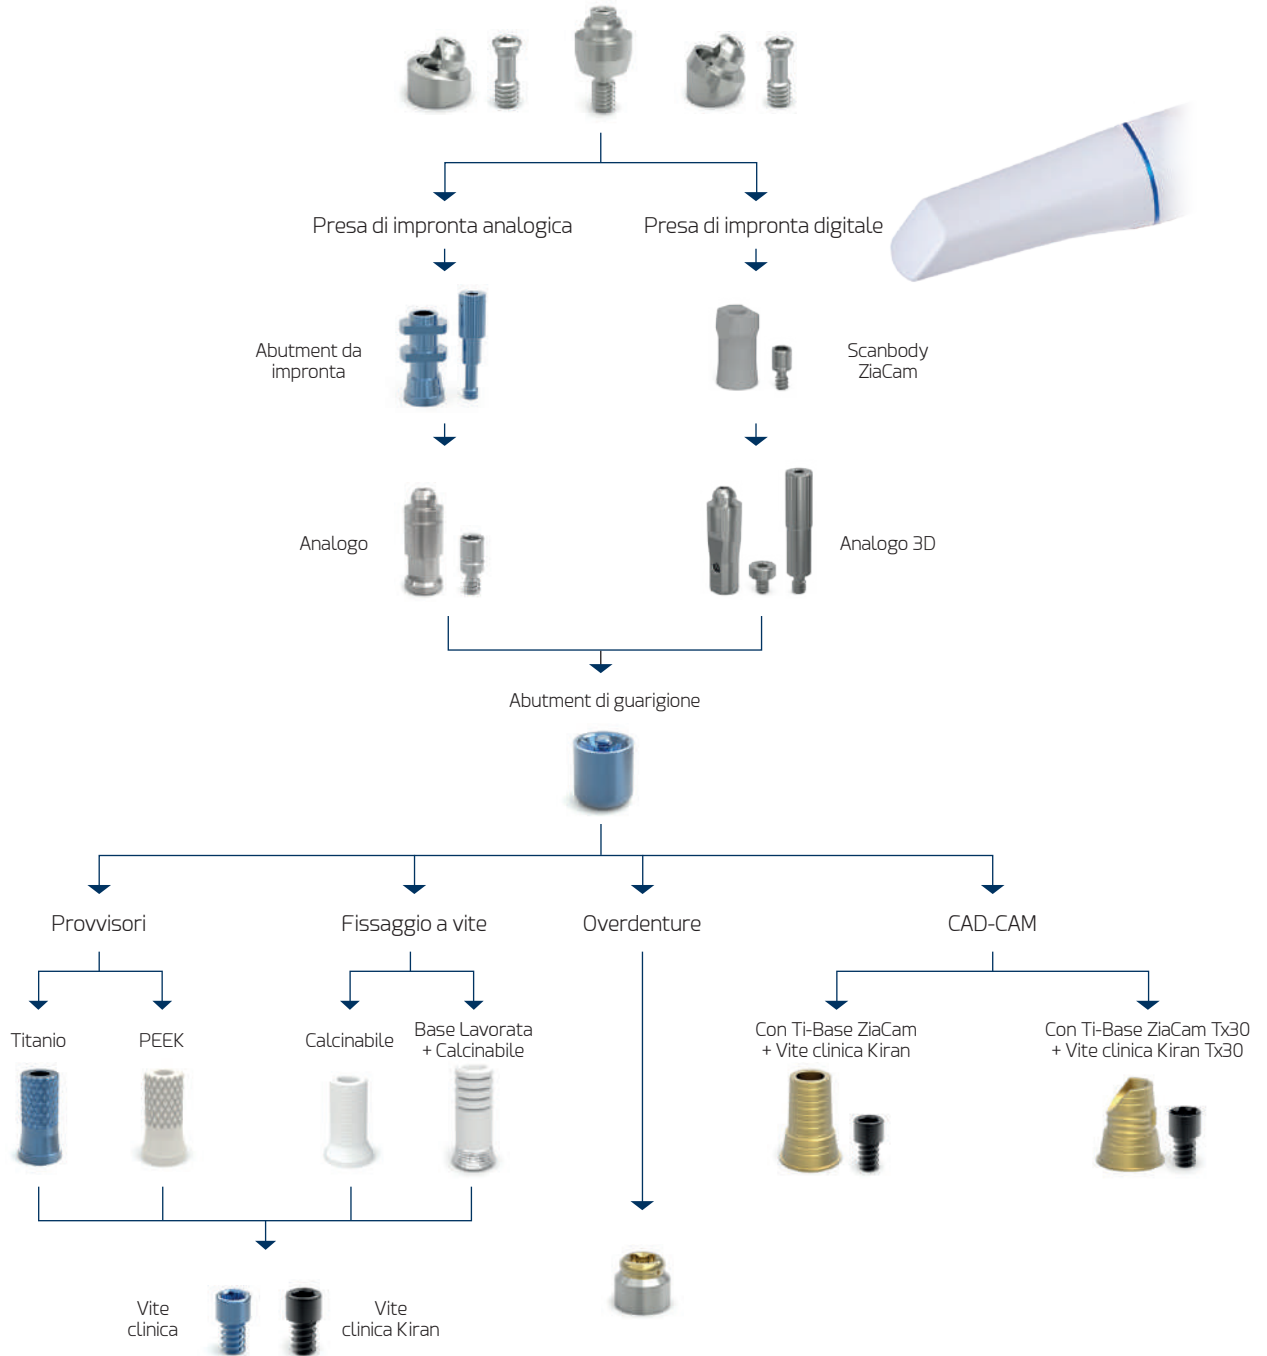 Presa di impronta analogica
Presa di impronta digitale
Abutment da
impronta
Scanbody
ZiaCam
Analogo
Analogo 3D
Abutment di guarigione
Provvisori
Fissaggio a vite
Overdenture
CAD-CAM
Titanio
PEEK
Calcinabile
Base Lavorata
+ Calcinabile
Con Ti-Base ZiaCam
+ Vite clinica Kiran
Con Ti-Base ZiaCam Tx30
+ Vite clinica Kiran Tx30
Vite
clinica
Vite
clinica Kiran